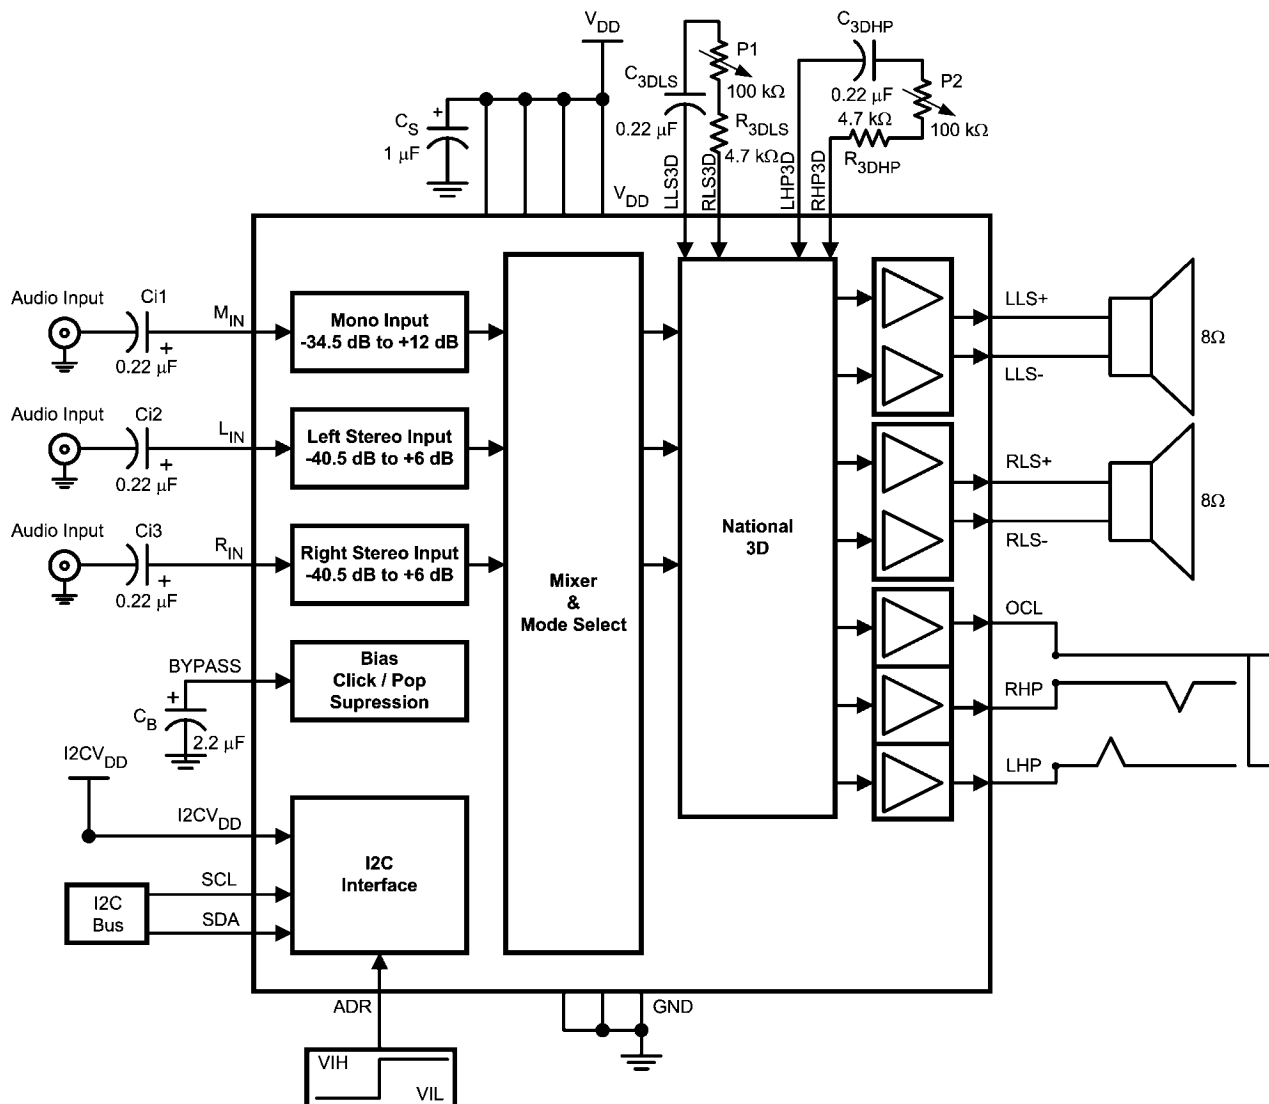 VDD
CS
+
1 µF
C3DLS
0.22 µF
P1
100 kΩ
R3DLS
4.7 kΩ
C3DHP
0.22 µF
4.7 kΩ
P2
100 kΩ
R3DHP
LLS3D
RLS3D
LHP3D
RHP3D
VDD
Audio Input
Ci1
+
0.22 µF
MIN
Mono Input
-34.5 dB to +12 dB
Audio Input
Ci2
+
0.22 µF
LIN
Left Stereo Input
-40.5 dB to +6 dB
Audio Input
Ci3
+
0.22 µF
RIN
Right Stereo Input
-40.5 dB to +6 dB
BYPASS
+
CB
2.2 µF
Bias
Click / Pop
Supression
I2CVDD
I2CVDD
I2C
Interface
SCL
SDA
I2C
Bus
ADR
VIH
VIL
Mixer
&
Mode Select
National
3D
LLS+
LLS-
8Ω
RLS+
RLS-
8Ω
OCL
RHP
LHP
GND